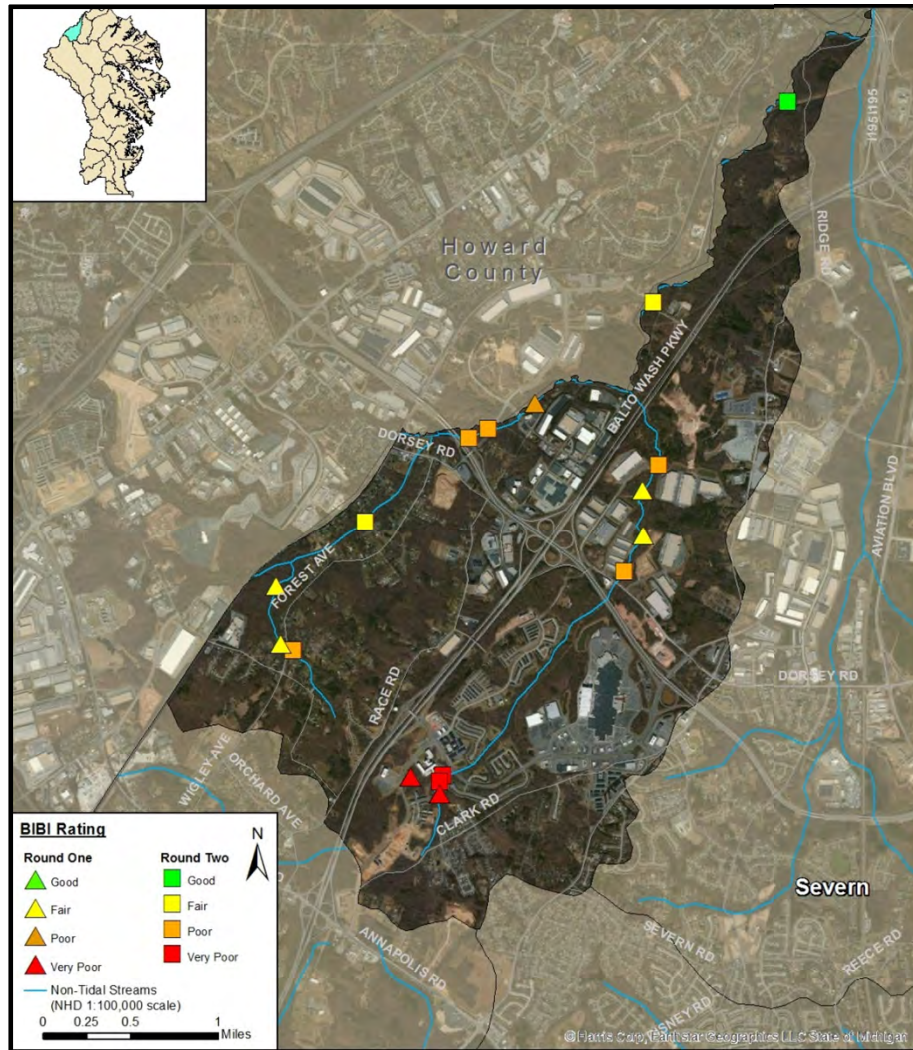 I195I195
Howard
County
RIDGE
BALTO WASH PKWY
DORSEY RD
AVIATION BLVD
FOREST AVE
RACE RD
DORSEY RD
WIGLEY AVE
ORCHARD AVE
CLARK RD
Severn
ANNAPOLIS RD
SEVERN RD
REECE RD
BIBI Rating
N
Round One
Round Two
Good
Good
Fair
Fair
Poor
Poor
Very Poor
Very Poor
Non-Tidal Streams
(NHD 1:100,000 scale)
0 0.25 0.5 1
Miles
© Harris Corp, Earthstar Geographics LLC State of Michigan